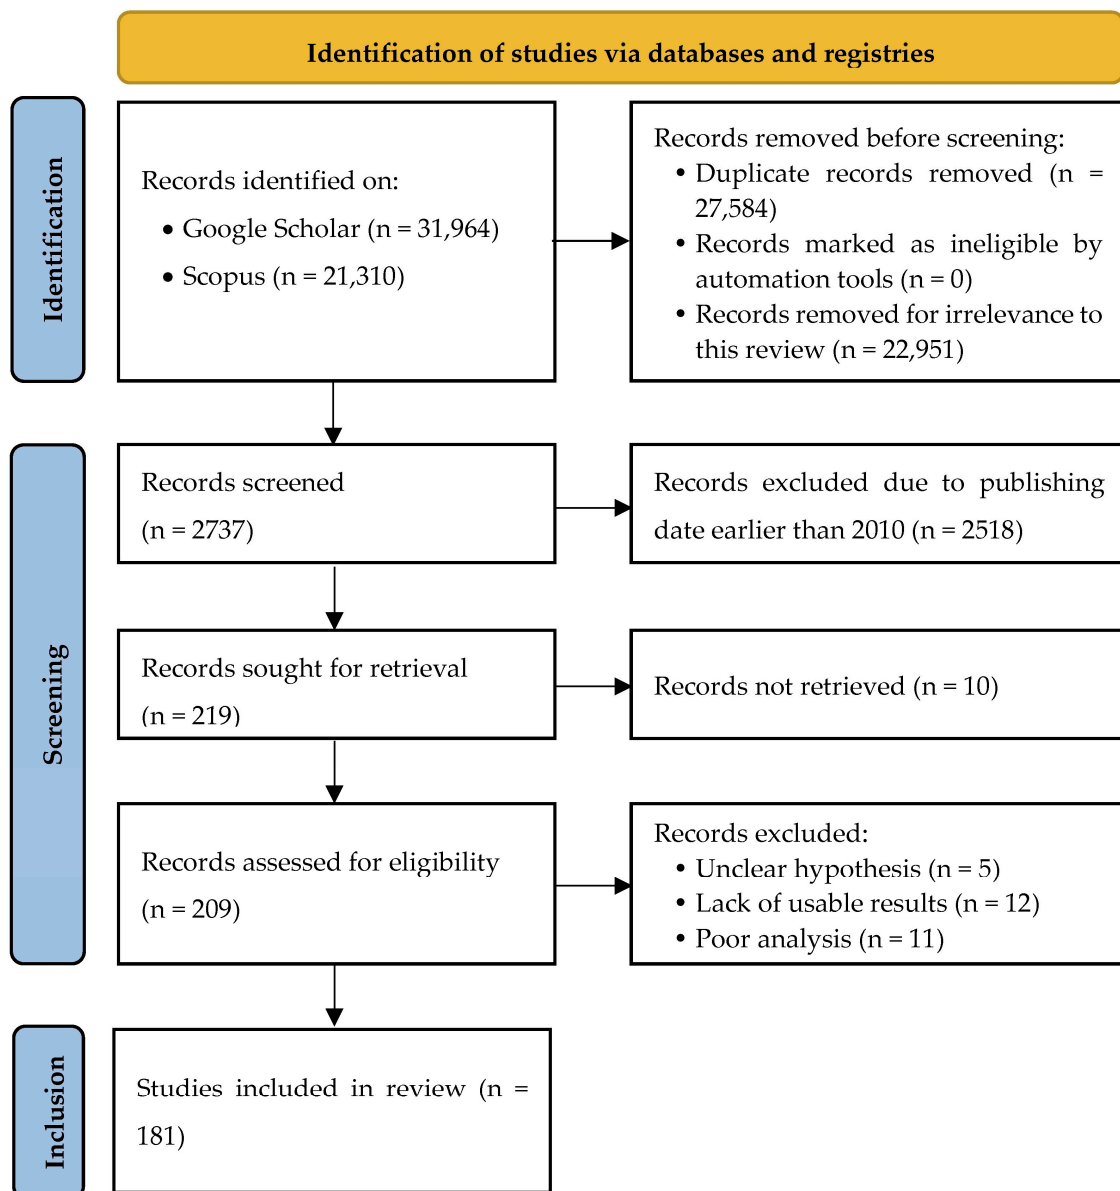 Identification of studies via databases and registries
Identification
Records identified on:
• Google Scholar (n = 31,964)
• Scopus (n = 21,310)
Records removed before screening:
• Duplicate records removed (n =
27,584)
• Records marked as ineligible by
automation tools (n = 0)
• Records removed for irrelevance to
this review (n = 22,951)
Screening
Records screened
(n = 2737)
Records excluded due to publishing
date earlier than 2010 (n = 2518)
Records sought for retrieval
(n = 219)
Records not retrieved (n = 10)
Records assessed for eligibility
(n = 209)
Records excluded:
• Unclear hypothesis (n = 5)
• Lack of usable results (n = 12)
• Poor analysis (n = 11)
Inclusion
Studies included in review (n =
181)